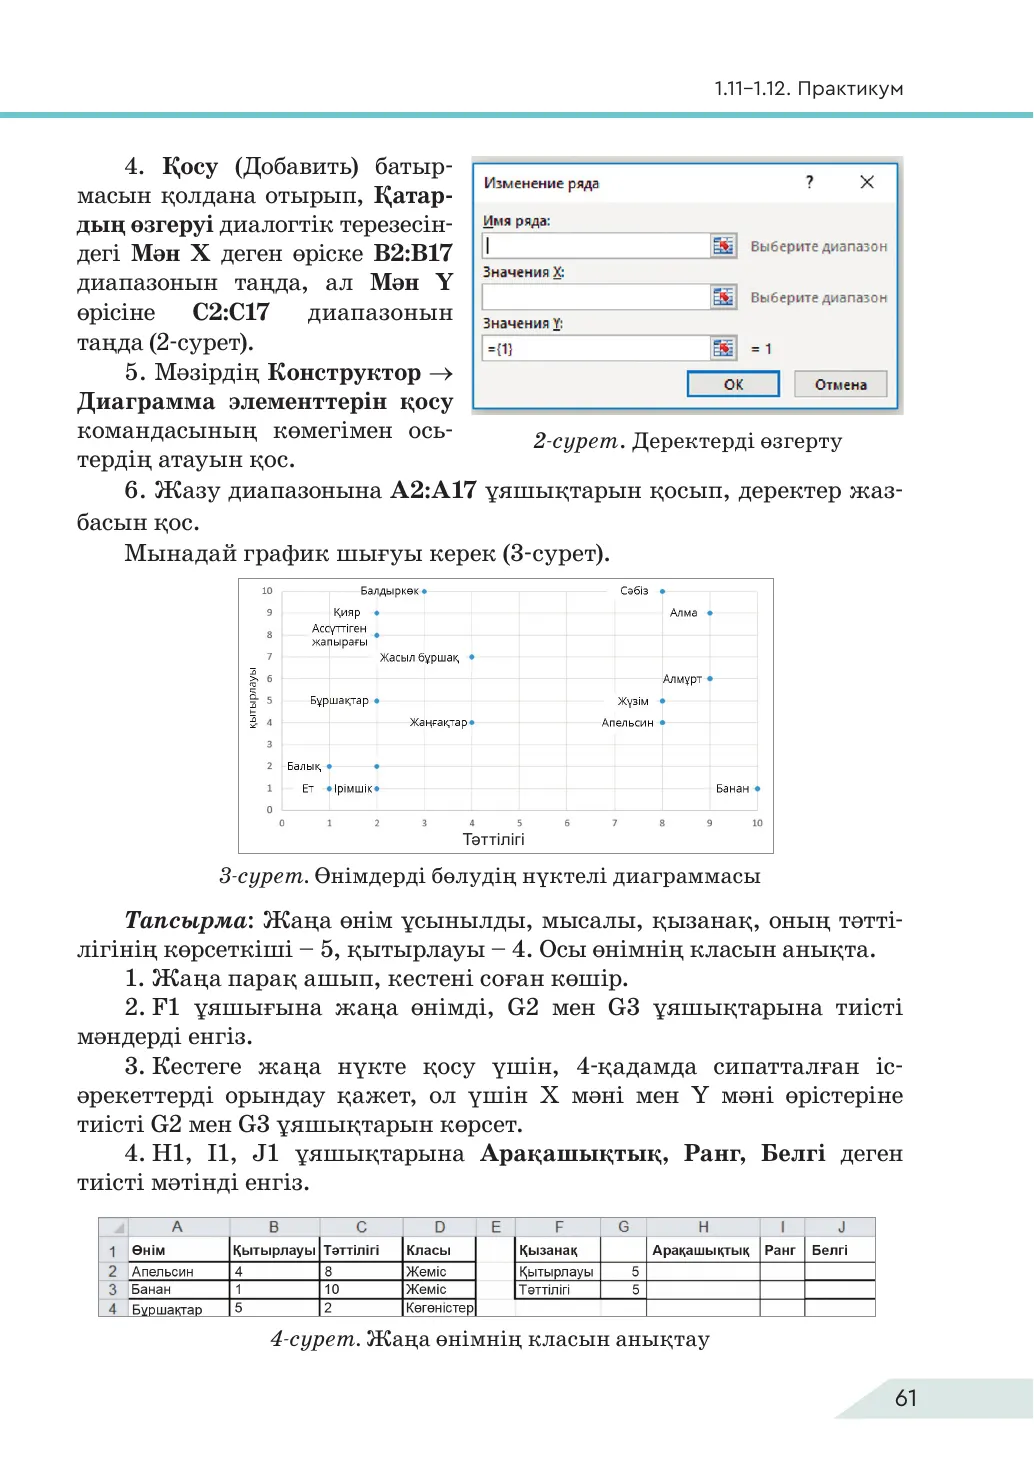 1.11–1.12. Практикум
4. Қосу (Добавить) батыр-
масын қолдана отырып, Қатар-
дың өзгеруі диалогтік терезесін-
дегі Мән X деген өріске B2:B17
диапазонын таңда, ал Мән Y
өрісіне C2:C17 диапазонын
таңда (2-сурет).
5. Мәзірдің Конструктор →
Диаграмма элементтерін қосу
командасының көмегімен ось-
тердің атауын қос.
Изменение ряда ? ×
Имя ряда:
Выберите диапазон
Значения X:
Выберите диапазон
Значения Y:
={1} = 1
ОК Отмена
2-сурет. Деректерді өзгерту
6. Жазу диапазонына A2:A17 ұяшықтарын қосып, деректер жаз-
басын қос.
Мынадай график шығуы керек (3-сурет).
10 Балдыркөк Сәбіз
9 Қияр Алма
8 Ассүттіген
жапырағы
7 Жасыл бұршақ
6 Алмұрт
5 Бұршақтар Жүзім
4 Жаңғақтар Апельсин
3
2 Балық
1 Ет Ірімшік Банан
0
қытырлауы
0 1 2 3 4 5 6 7 8 9 10
Тәттілігі
3-сурет. Өнімдерді бөлудің нүктелі диаграммасы
Тапсырма: Жаңа өнім ұсынылды, мысалы, қызанақ, оның тәтті-
лігінің көрсеткіші – 5, қытырлауы – 4. Осы өнімнің класын анықта.
1. Жаңа парақ ашып, кестені соған көшір.
2. F1 ұяшығына жаңа өнімді, G2 мен G3 ұяшықтарына тиісті
мәндерді енгіз.
3. Кестеге жаңа нүкте қосу үшін, 4-қадамда сипатталған іс-
әрекеттерді орындау қажет, ол үшін X мәні мен Y мәні өрістеріне
тиісті G2 мен G3 ұяшықтарын көрсет.
4. H1, I1, J1 ұяшықтарына Арақашықтық, Ранг, Белгі деген
тиісті мәтінді енгіз.
A B C D E F G H I J
1 Өнім Қытырлауы Тәттілігі Класы Қызанақ Арақашықтық Ранг Белгі
2 Апельсин 4 8 Жеміс Қытырлауы 5
3 Банан 1 10 Жеміс Тәттілігі 5
4 Бұршақтар 5 2 Көгөністер
4-сурет. Жаңа өнімнің класын анықтау
61